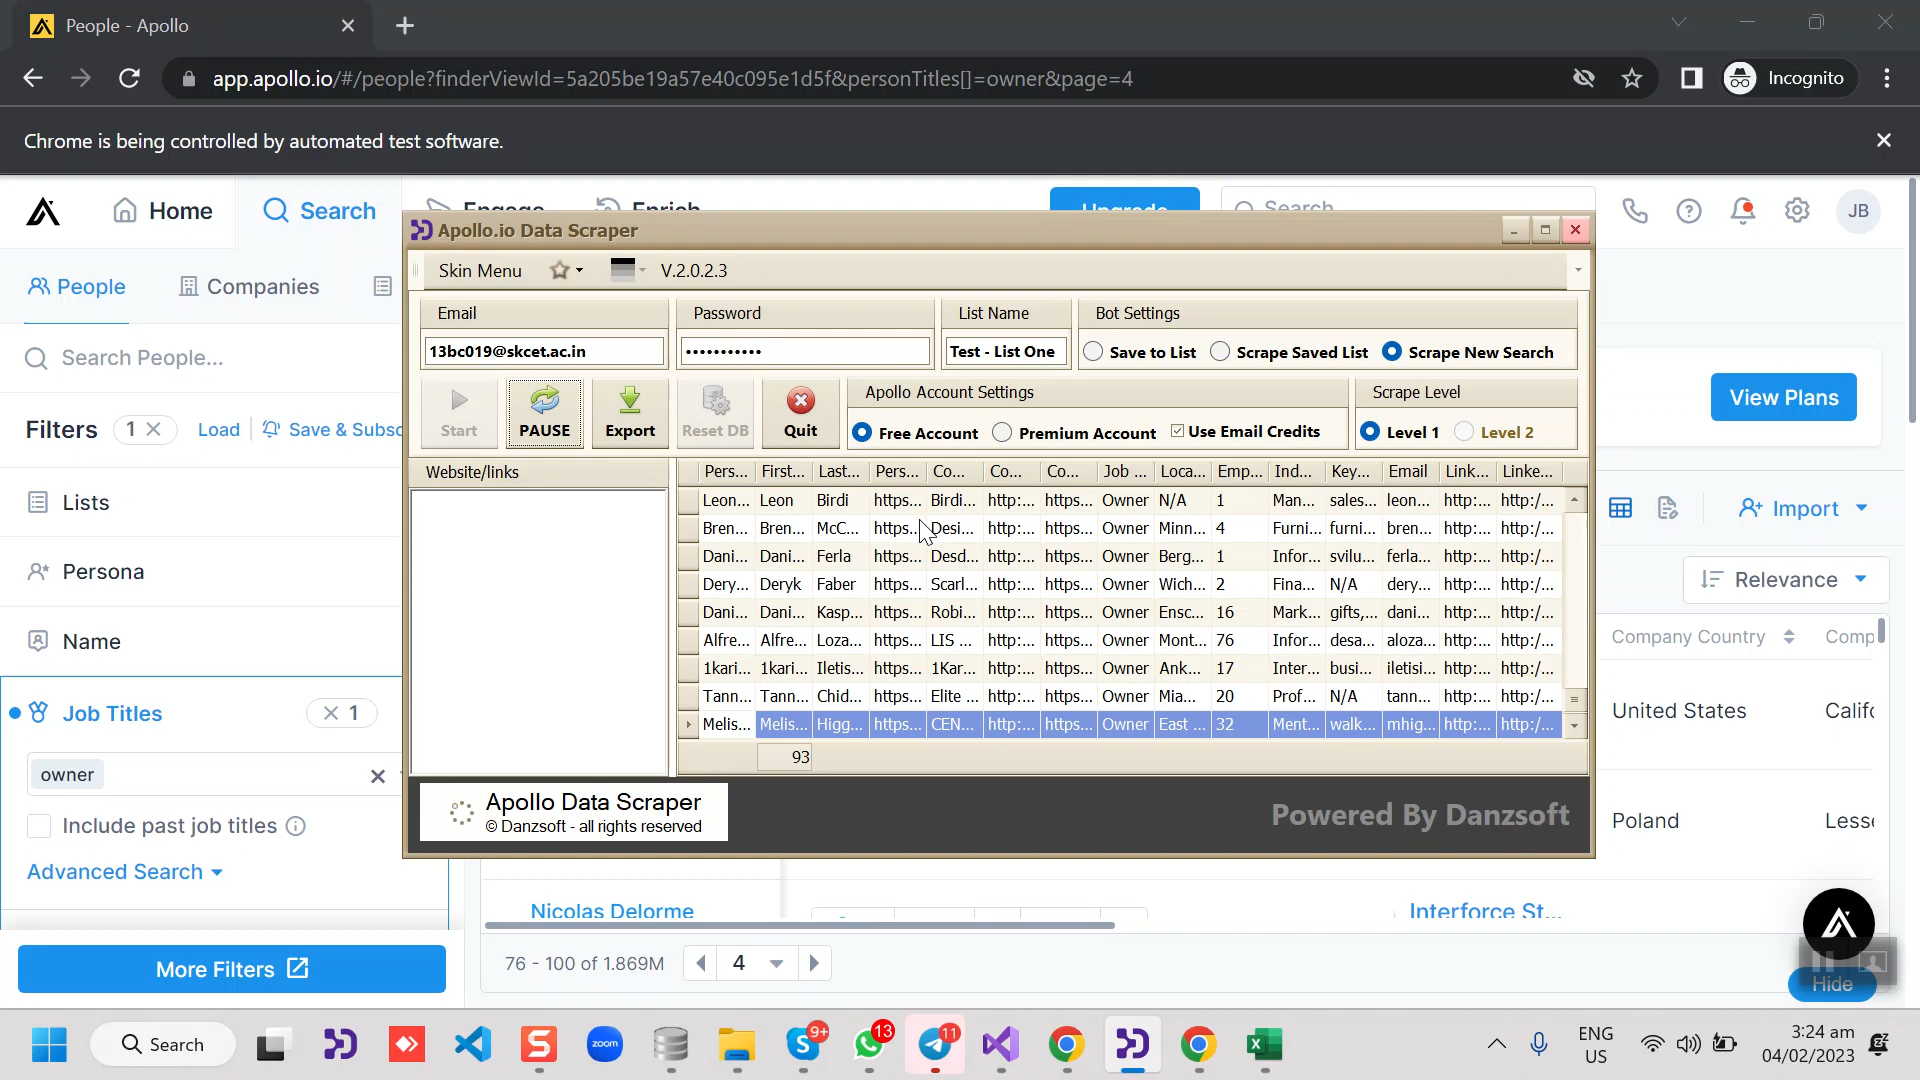 People - Apollo
app.apollo.io/#/people?finderViewId=5a205be19a57e40c095e1d5f&personTitles[]=owner&page=4
Incognito
Chrome is being controlled by automated test software.
Home
Search
Engage
Enrich
Upgrade
Search
JB
People
Companies
Search People...
Filters
1
Load
Save & Subsc
View Plans
Lists
Persona
Name
Job Titles
1
owner
Include past job titles
Advanced Search
More Filters
Apollo.io Data Scraper
Skin Menu
V.2.0.2.3
Email
Password
List Name
Bot Settings
13bc019@skcet.ac.in
•••••••••••
Test - List One
Save to List
Scrape Saved List
Scrape New Search
Start
PAUSE
Export
Reset DB
Quit
Apollo Account Settings
Free Account
Premium Account
Use Email Credits
Scrape Level
Level 1
Level 2
Website/links
Pers... First... Last... Pers... Co... Co... Co... Job ... Loca... Emp... Ind... Key... Email Link... Linke...
Leon... Leon Birdi https... Birdi... http:... https... Owner N/A 1 Man... sales... leon... http:... http:/...
Bren... Bren... McC... https... Desi... http:... https... Owner Minn... 4 Furni... furni... bren... http:... http:/...
Dani... Dani... Ferla https... Desd... http:... https... Owner Berg... 1 Infor... svilu... ferla... http:... http:/...
Dery... Deryk Faber https... Scarl... http:... https... Owner Wich... 2 Fina... N/A dery... http:... http:/...
Dani... Dani... Kasp... https... Robi... http:... https... Owner Ensc... 16 Mark... gifts,... dani... http:... http:/...
Alfre... Alfre... Loza... https... LIS ... http:... https... Owner Mont... 76 Infor... desa... aloza... http:... http:/...
1kari... 1kari... Iletis... https... 1Kar... http:... https... Owner Ank... 17 Inter... busi... iletisi... http:... http:/...
Tann... Tann... Chid... https... Elite ... http:... https... Owner Mia... 20 Prof... N/A tann... http:... http:/...
Melis... Melis... Higg... https... CEN... http:... https... Owner East ... 32 Ment... walk... mhig... http:... http:/...
93
Apollo Data Scraper
© Danzsoft - all rights reserved
Powered By Danzsoft
Import
Relevance
Company Country
Comp
United States
Califo
Poland
Lesse
Nicolas Delorme
Interforce St...
76 - 100 of 1.869M
4
Hide
Search
zoom
9+
13
11
ENG
US
3:24 am
04/02/2023